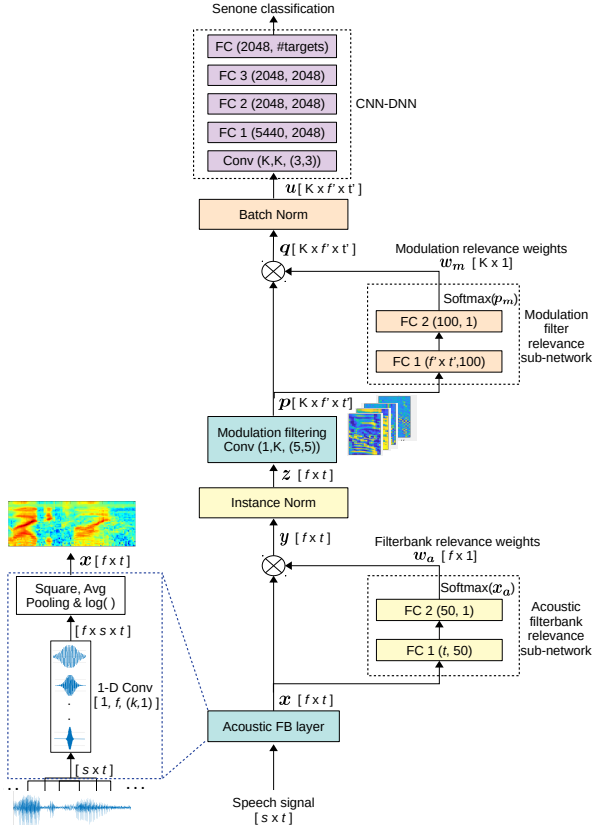 Senone classification
FC (2048, #targets)
FC 3 (2048, 2048)
FC 2 (2048, 2048)
FC 1 (5440, 2048)
Conv (K,K, (3,3))
CNN-DNN
u [ K x f' x t' ]
Batch Norm
q [ K x f' x t' ]
Modulation relevance weights
w_m [ K x 1 ]
Softmax(p_m)
FC 2 (100, 1)
FC 1 (f' x t',100)
Modulation
filter
relevance
sub-network
p [ K x f' x t' ]
Modulation filtering
Conv (1,K, (5,5))
z [ f x t ]
Instance Norm
y [ f x t ]
Filterbank relevance weights
w_a [ f x 1 ]
Softmax(x_a)
FC 2 (50, 1)
FC 1 (t, 50)
Acoustic
filterbank
relevance
sub-network
x [ f x t ]
Acoustic FB layer
Speech signal
[ s x t ]
x [ f x t ]
Square, Avg
Pooling & log( )
[ f x s x t ]
1-D Conv
[ 1, f, (k,1) ]
[ s x t ]